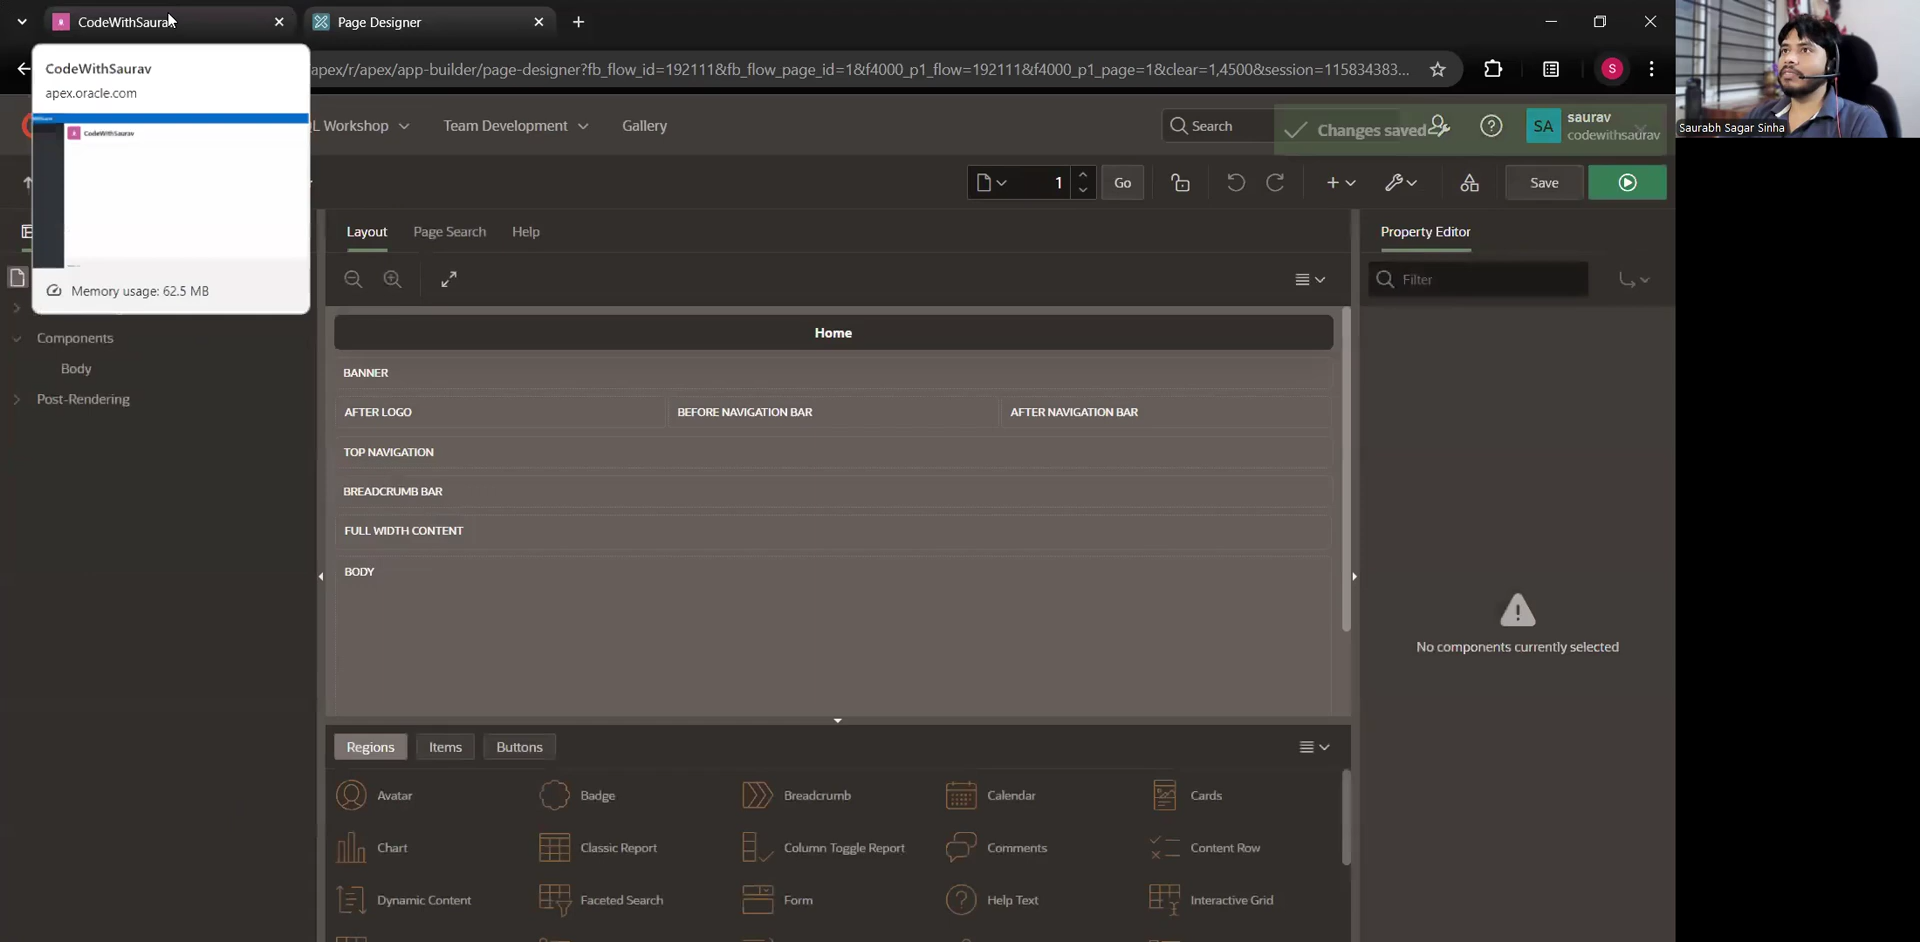 CodeWithSaurav
Page Designer
CodeWithSaurav
apex.oracle.com
CodeWithSaurav
Memory usage: 62.5 MB
apex/r/apex/app-builder/page-designer?fb_flow_id=192111&fb_flow_page_id=1&f4000_p1_flow=192111&f4000_p1_page=1&clear=1,4500&session=115834383...
S
Saurabh Sagar Sinha
L Workshop
Team Development
Gallery
Search
Changes saved
SA
saurav
codewithsaurav
1
Go
Save
Layout
Page Search
Help
Property Editor
Filter
Components
Body
Post-Rendering
Home
BANNER
AFTER LOGO
BEFORE NAVIGATION BAR
AFTER NAVIGATION BAR
TOP NAVIGATION
BREADCRUMB BAR
FULL WIDTH CONTENT
BODY
No components currently selected
Regions
Items
Buttons
Avatar
Badge
Breadcrumb
Calendar
Cards
Chart
Classic Report
Column Toggle Report
Comments
Content Row
Dynamic Content
Faceted Search
Form
Help Text
Interactive Grid